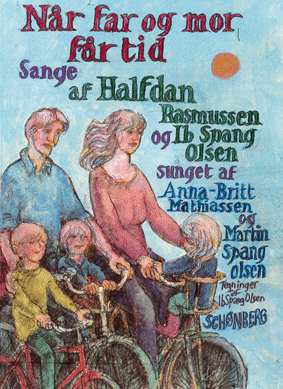 Når far og mor
får tid
Sange
af Halfdan
Rasmussen
og Ib Spang
Olsen
sunget af
Anna-Britt
Mathiassen
og
Martin
Spang
olsen
Tegninger
af
Ib Spang Olsen
SCHØNBERG